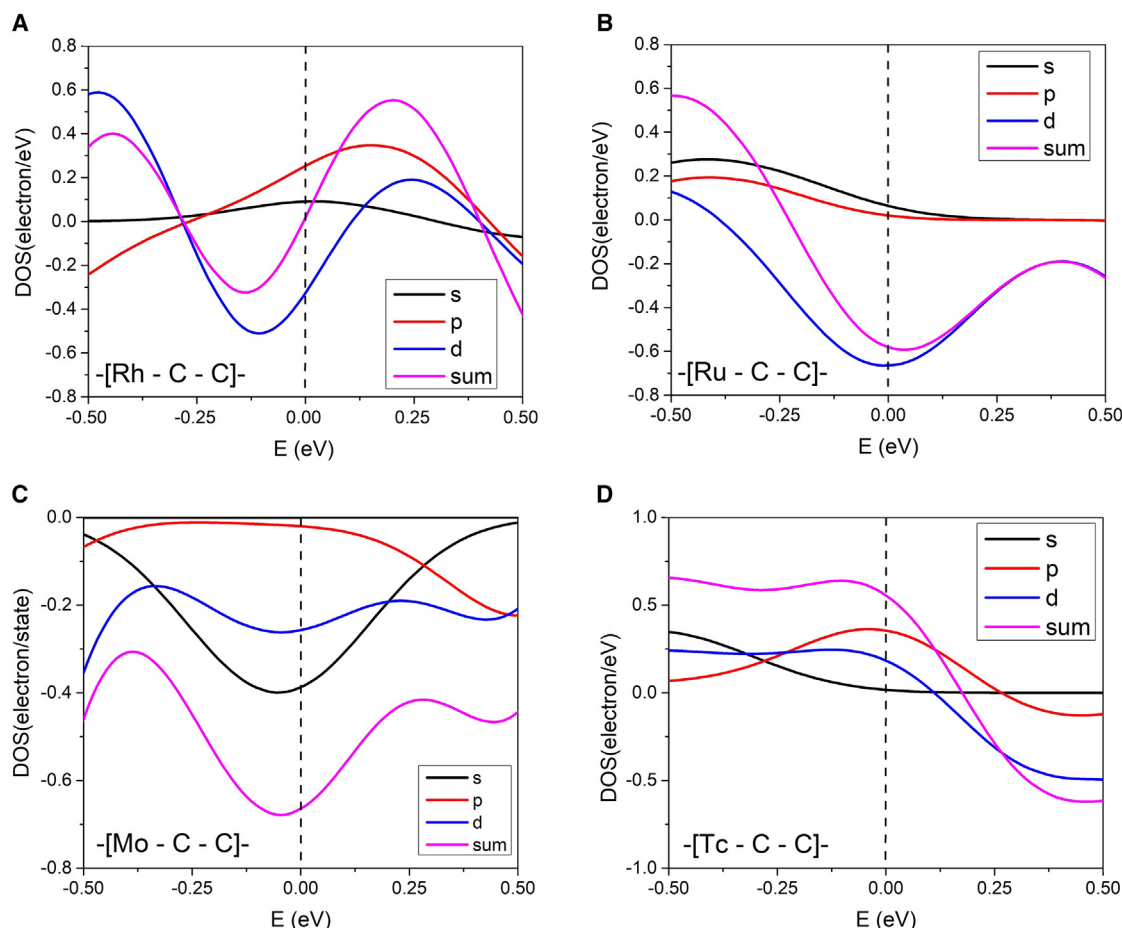 A
DOS(electron/eV)
0.8
0.6
0.4
0.2
0.0
-0.2
-0.4
-0.6
-0.8
s
p
d
sum
-[Rh - C - C]-
-0.50 -0.25 0.00 0.25 0.50
E (eV)
B
DOS(electron/eV)
0.8
0.6
0.4
0.2
0.0
-0.2
-0.4
-0.6
-0.8
s
p
d
sum
-[Ru - C - C]-
-0.50 -0.25 0.00 0.25 0.50
E (eV)
C
DOS(electron/state)
0.0
-0.2
-0.4
-0.6
-0.8
s
p
d
sum
-[Mo - C - C]-
-0.50 -0.25 0.00 0.25 0.50
E (eV)
D
DOS(electron/eV)
1.0
0.5
0.0
-0.5
-1.0
s
p
d
sum
-[Tc - C - C]-
-0.50 -0.25 0.00 0.25 0.50
E (eV)